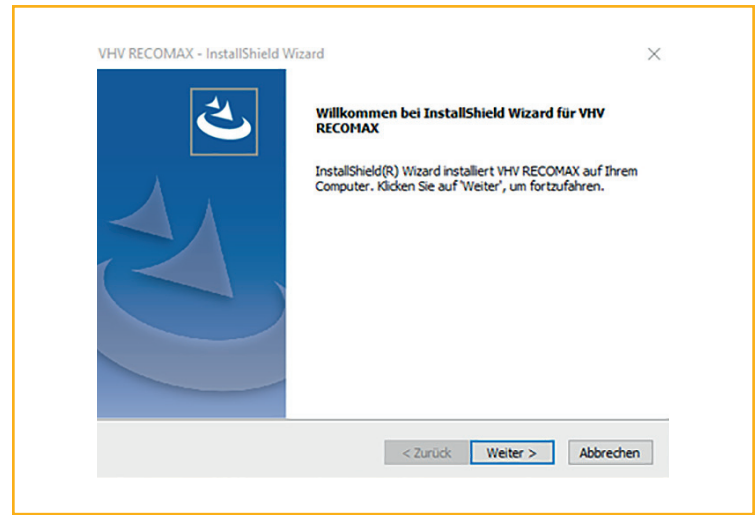 VHV RECOMAX - InstallShield Wizard
Willkommen bei InstallShield Wizard für VHV
RECOMAX
InstallShield(R) Wizard installiert VHV RECOMAX auf Ihrem
Computer. Klicken Sie auf 'Weiter', um fortzufahren.
< Zurück Weiter > Abbrechen